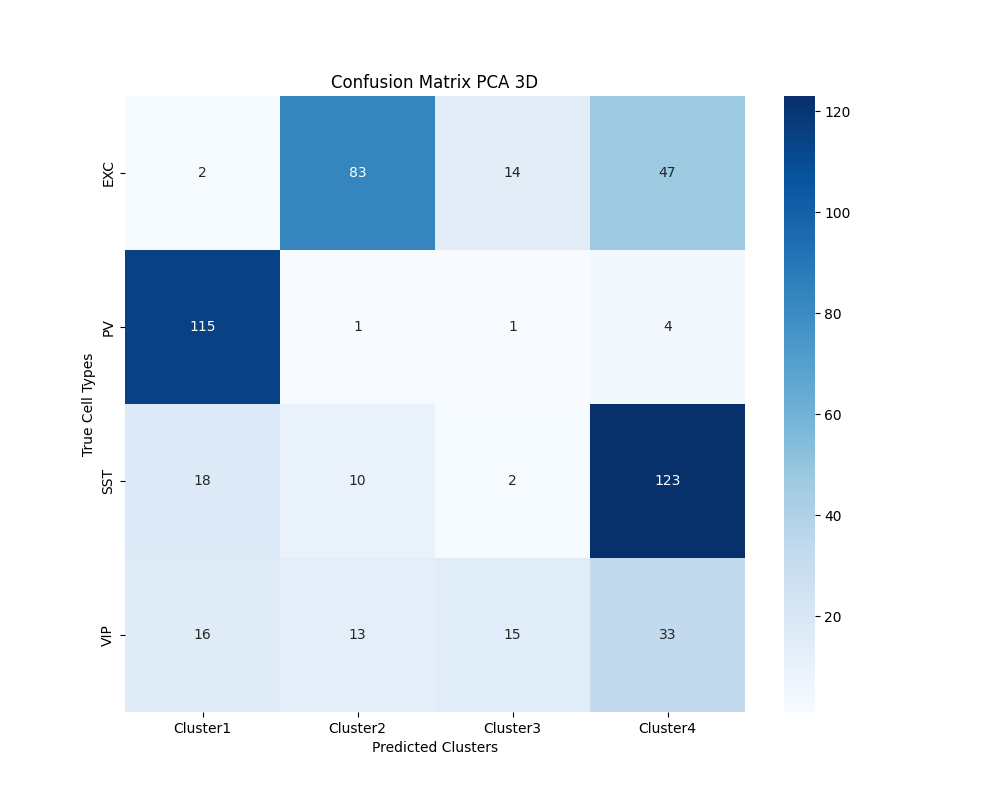 Confusion Matrix PCA 3D
EXC 2 83 14 47
PV 115 1 1 4
SST 18 10 2 123
VIP 16 13 15 33
Cluster1 Cluster2 Cluster3 Cluster4
Predicted Clusters
True Cell Types
120
100
80
60
40
20